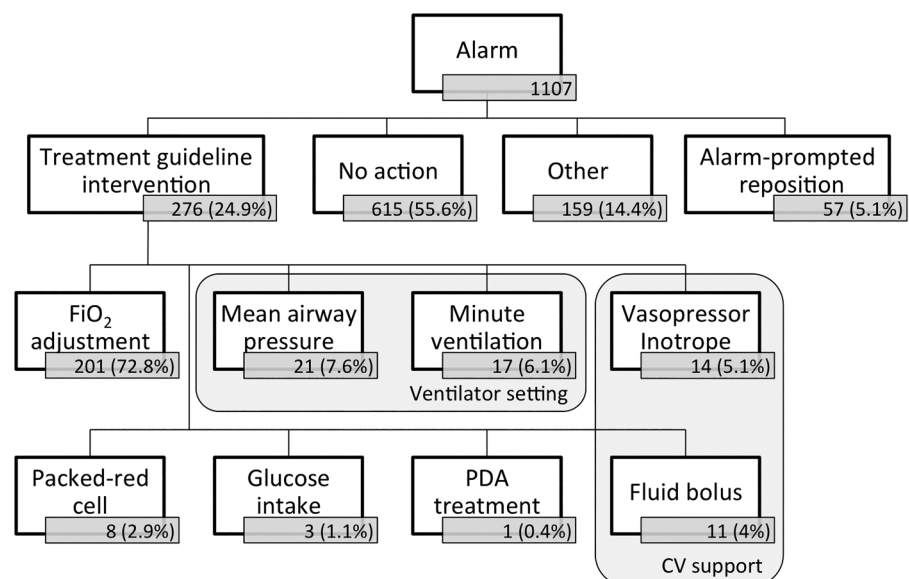 Alarm
1107
Treatment guideline
intervention
276 (24.9%)
No action
615 (55.6%)
Other
159 (14.4%)
Alarm-prompted
reposition
57 (5.1%)
FiO₂
adjustment
201 (72.8%)
Mean airway
pressure
21 (7.6%)
Minute
ventilation
17 (6.1%)
Ventilator setting
Vasopressor
Inotrope
14 (5.1%)
Packed-red
cell
8 (2.9%)
Glucose
intake
3 (1.1%)
PDA
treatment
1 (0.4%)
Fluid bolus
11 (4%)
CV support